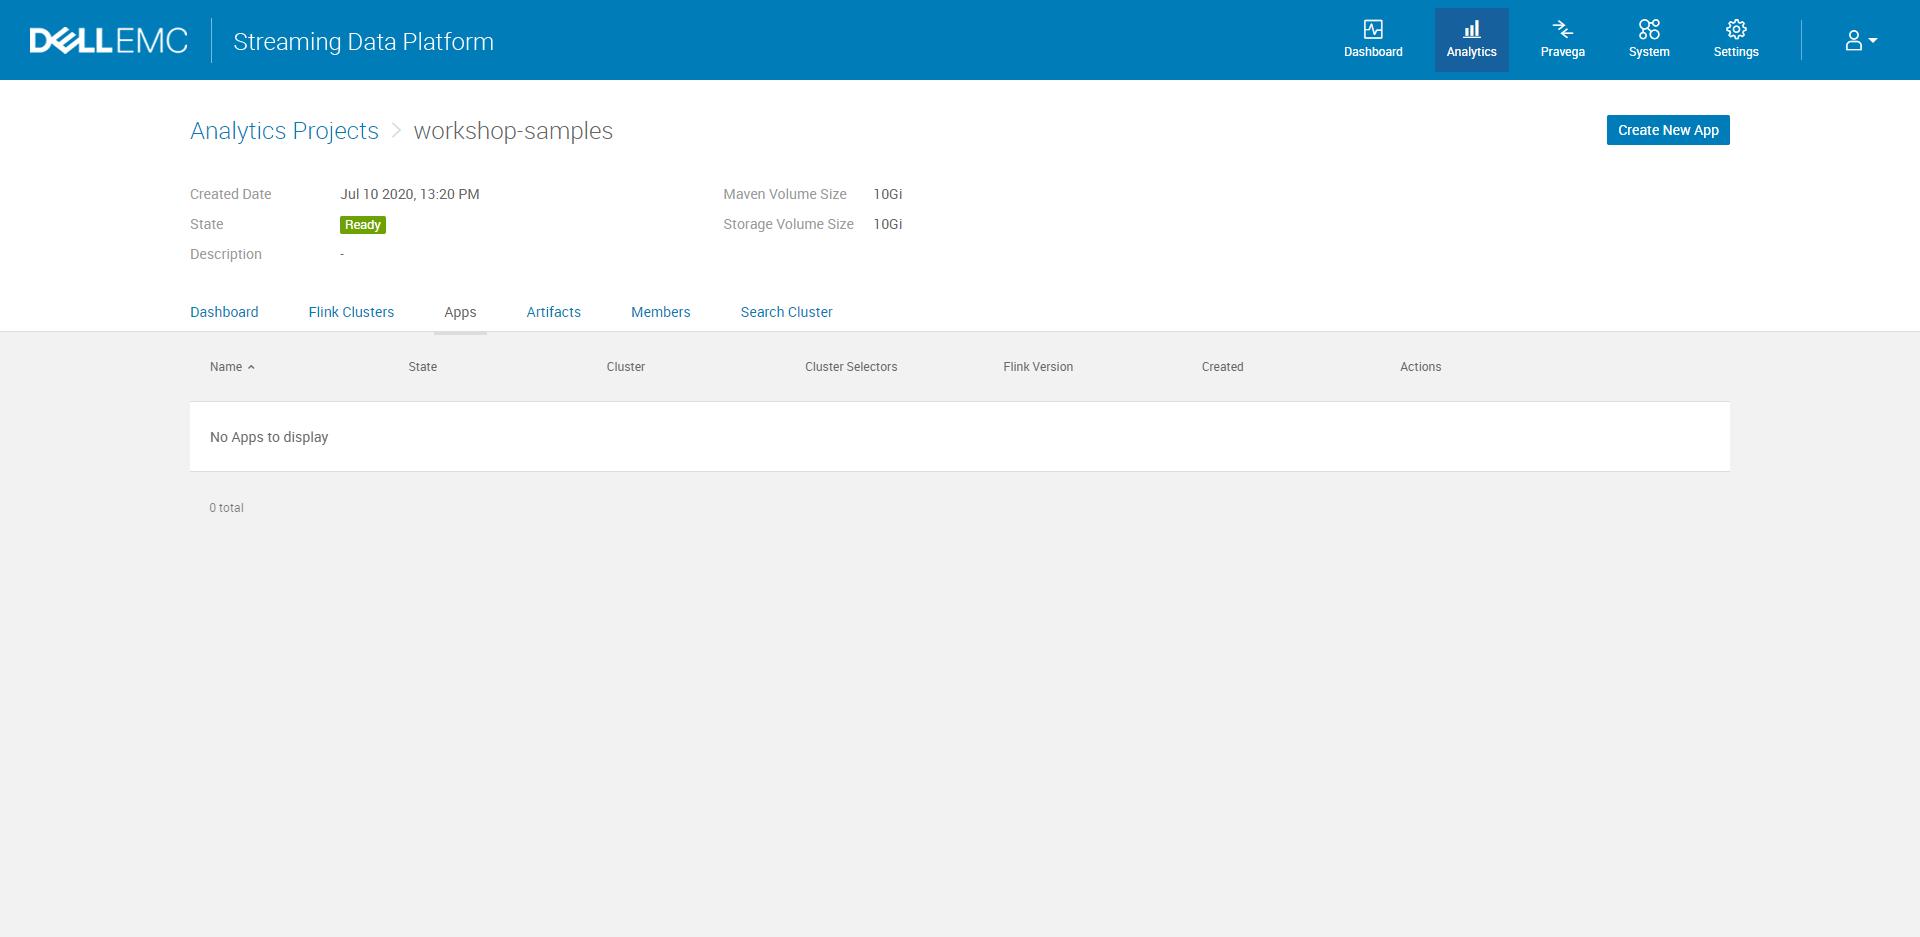 DELLEMC
Streaming Data Platform
Dashboard
Analytics
Pravega
System
Settings
Analytics Projects > workshop-samples
Create New App
Created Date Jul 10 2020, 13:20 PM
Maven Volume Size 10Gi
State Ready
Storage Volume Size 10Gi
Description -
Dashboard Flink Clusters Apps Artifacts Members Search Cluster
Name State Cluster Cluster Selectors Flink Version Created Actions
No Apps to display
0 total